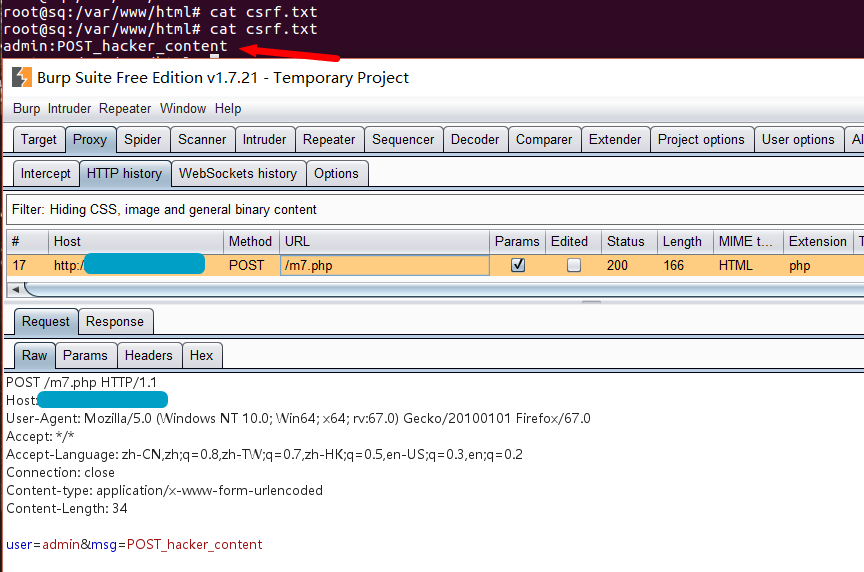 root@sq:/var/www/html# cat csrf.txt
root@sq:/var/www/html# cat csrf.txt
admin:POST_hacker_content
Burp Suite Free Edition v1.7.21 - Temporary Project
Burp Intruder Repeater Window Help
Target Proxy Spider Scanner Intruder Repeater Sequencer Decoder Comparer Extender Project options User options Al
Intercept HTTP history WebSockets history Options
Filter: Hiding CSS, image and general binary content
# Host Method URL Params Edited Status Length MIME t... Extension T
17 http:/ POST /m7.php 200 166 HTML php
Request Response
Raw Params Headers Hex
POST /m7.php HTTP/1.1
Host:
User-Agent: Mozilla/5.0 (Windows NT 10.0; Win64; x64; rv:67.0) Gecko/20100101 Firefox/67.0
Accept: */*
Accept-Language: zh-CN,zh;q=0.8,zh-TW;q=0.7,zh-HK;q=0.5,en-US;q=0.3,en;q=0.2
Connection: close
Content-type: application/x-www-form-urlencoded
Content-Length: 34
user=admin&msg=POST_hacker_content